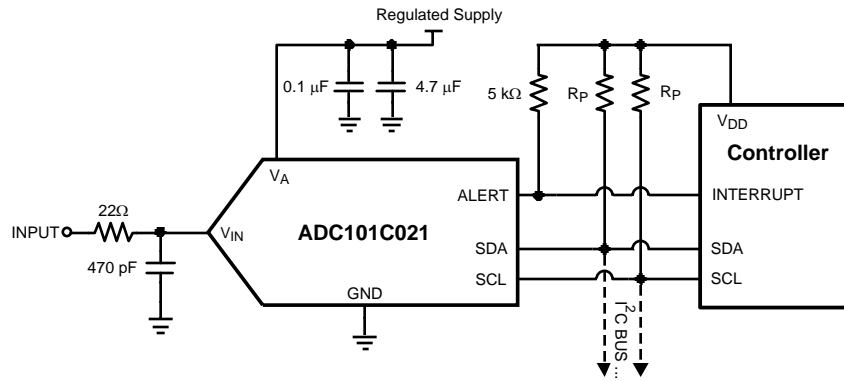 Regulated Supply
0.1 μF
4.7 μF
5 kΩ
RP
RP
VDD
Controller
VA
ALERT
INTERRUPT
22Ω
INPUT
VIN
ADC101C021
SDA
SDA
470 pF
SCL
SCL
GND
I2C BUS ...